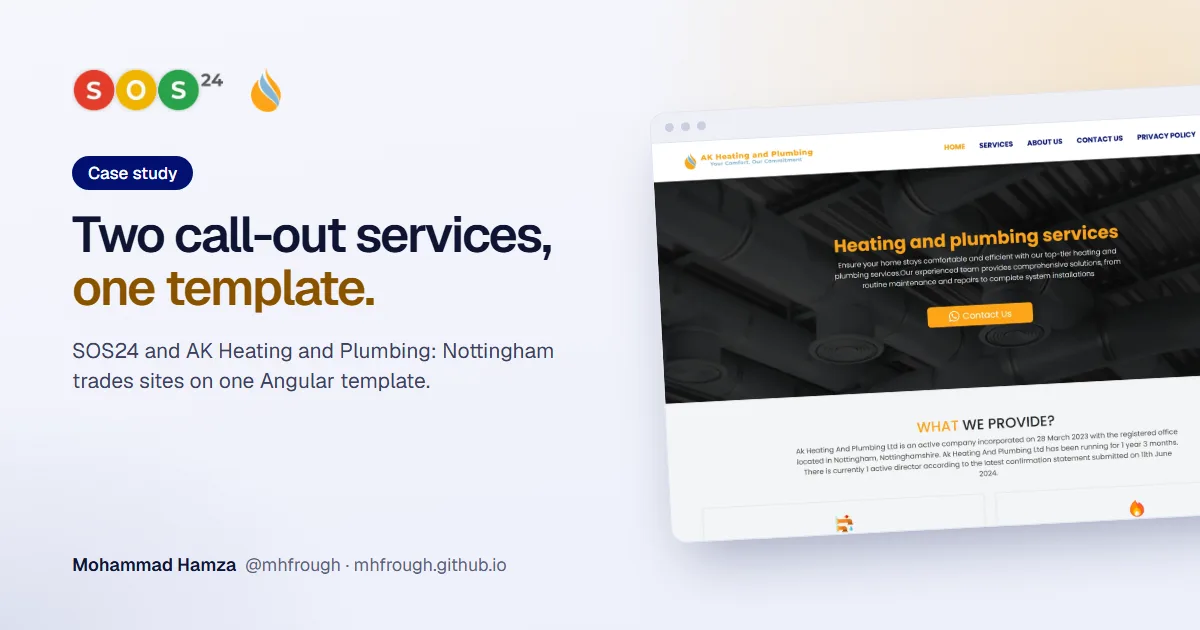 SOS24
Case study
Two call-out services,
one template.
SOS24 and AK Heating and Plumbing: Nottingham
trades sites on one Angular template.
Mohammad Hamza @mhfrough · mhfrough.github.io
AK Heating and Plumbing
Your Comfort, Our Commitment
HOME SERVICES ABOUT US CONTACT US PRIVACY POLICY
Heating and plumbing services
Ensure your home stays comfortable and efficient with our top-tier heating and
plumbing services.Our experienced team provides comprehensive solutions, from
routine maintenance and repairs to complete system installations
Contact Us
WHAT WE PROVIDE?
Ak Heating And Plumbing Ltd is an active company incorporated on 28 March 2023 with the registered office
located in Nottingham, Nottinghamshire. Ak Heating And Plumbing Ltd has been running for 1 year 3 months.
There is currently 1 active director according to the latest confirmation statement submitted on 11th June
2024.